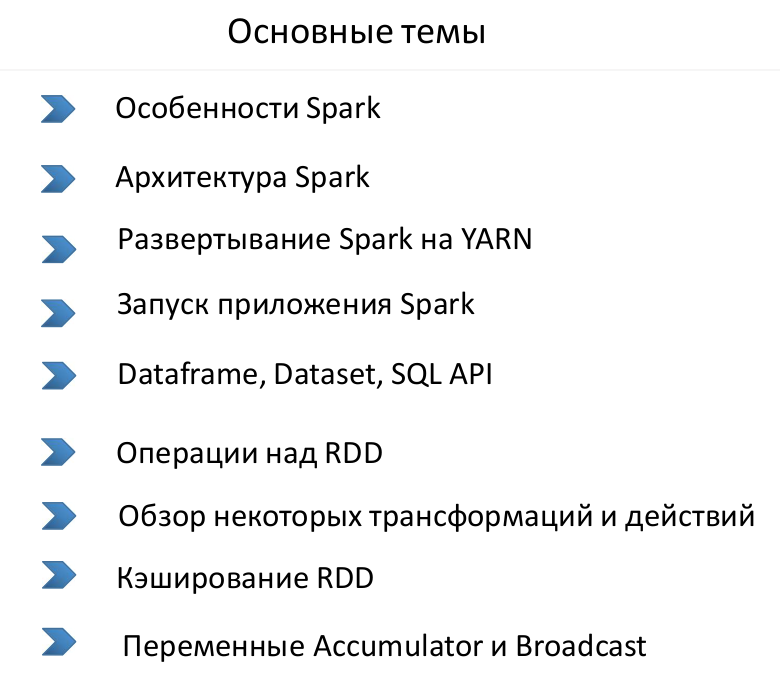 Основные темы
Особенности Spark
Архитектура Spark
Развертывание Spark на YARN
Запуск приложения Spark
Dataframe, Dataset, SQL API
Операции над RDD
Обзор некоторых трансформаций и действий
Кэширование RDD
Переменные Accumulator и Broadcast